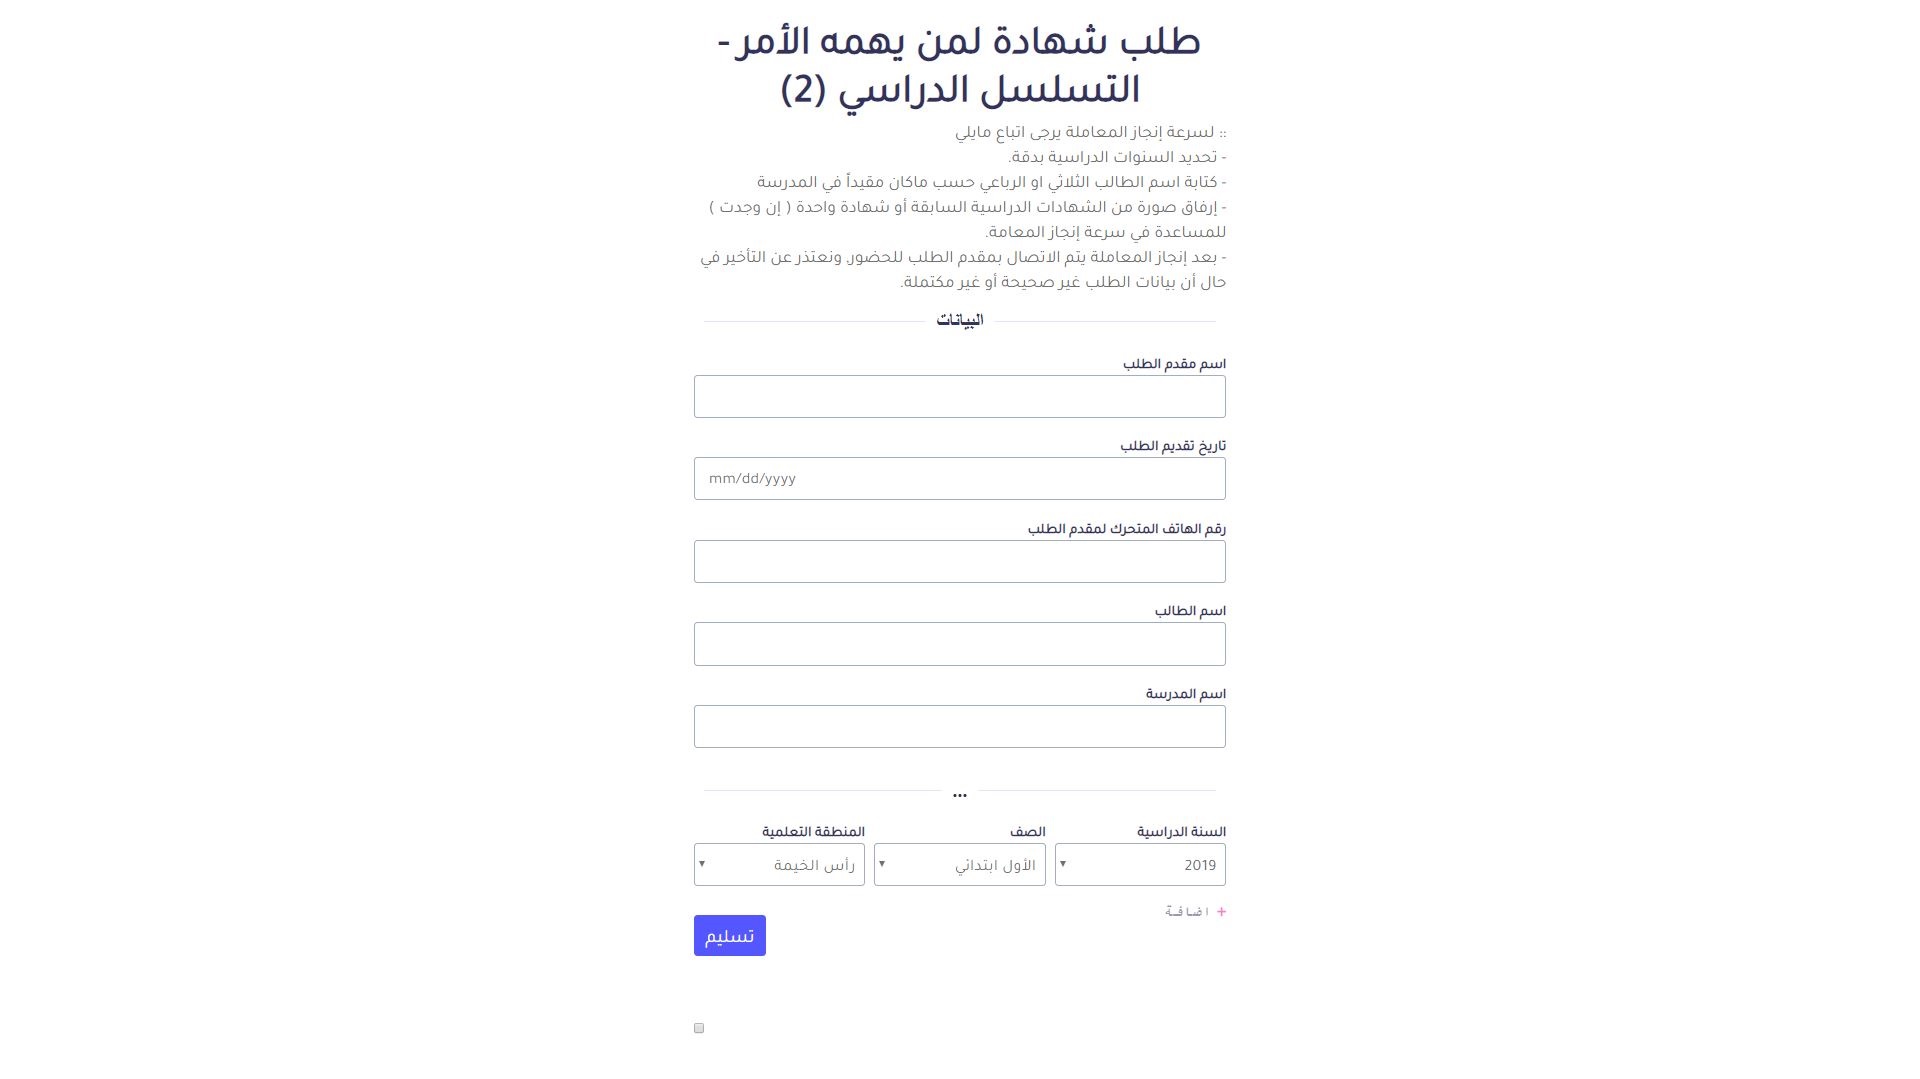 طلب شهادة لمن يهمه الأمر -
التسلسل الدراسي (2)
:: لسرعة إنجاز المعاملة يرجى اتباع مايلي
- تحديد السنوات الدراسية بدقة.
- كتابة اسم الطالب الثلاثي او الرباعي حسب ماكان مقيداً في المدرسة
- إرفاق صورة من الشهادات الدراسية السابقة أو شهادة واحدة ( إن وجدت )
للمساعدة في سرعة إنجاز المعامة.
- بعد إنجاز المعاملة يتم الاتصال بمقدم الطلب للحضور، ونعتذر عن التأخير في
حال أن بيانات الطلب غير صحيحة أو غير مكتملة.
البيانات
اسم مقدم الطلب
تاريخ تقديم الطلب
mm/dd/yyyy
رقم الهاتف المتحرك لمقدم الطلب
اسم الطالب
اسم المدرسة
...
السنة الدراسية الصف المنطقة التعلمية
2019 الأول ابتدائي رأس الخيمة
+ اضافة
تسليم